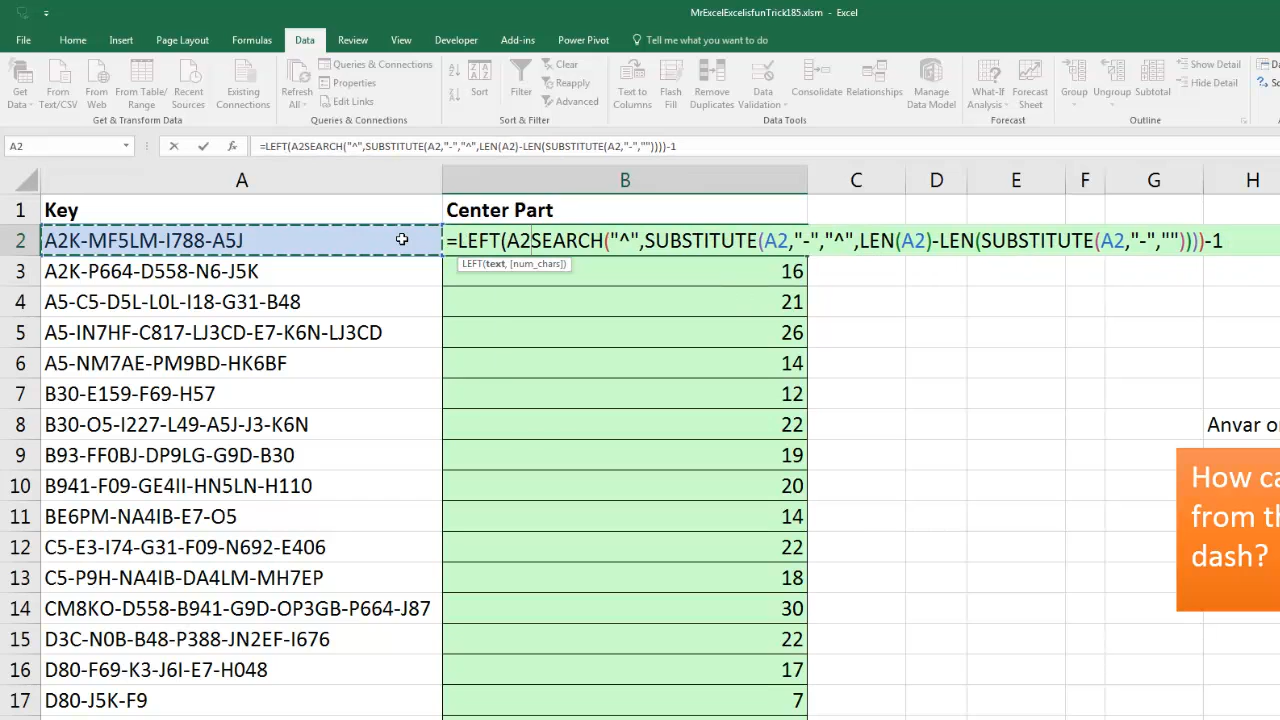 MrExcelExcelisfunTrick185.xlsm - Excel
File Home Insert Page Layout Formulas Data Review View Developer Add-ins Power Pivot Tell me what you want to do
Get Data
From Text/CSV
From Web
From Table/ Range
Recent Sources
Existing Connections
Get & Transform Data
Refresh All
Queries & Connections
Properties
Edit Links
Queries & Connections
Sort
Filter
Clear
Reapply
Advanced
Sort & Filter
Text to Columns
Flash Fill
Remove Duplicates
Data Validation
Consolidate
Relationships
Manage Data Model
Data Tools
What-If Analysis
Forecast Sheet
Forecast
Group
Ungroup
Subtotal
Show Detail
Hide Detail
Outline
A2 fx =LEFT(A2SEARCH("^",SUBSTITUTE(A2,"-","^",LEN(A2)-LEN(SUBSTITUTE(A2,"-",""))))-1
A B C D E F G H
1 Key Center Part
2 A2K-MF5LM-I788-A5J =LEFT(A2SEARCH("^",SUBSTITUTE(A2,"-","^",LEN(A2)-LEN(SUBSTITUTE(A2,"-",""))))-1
LEFT(text, [num_chars])
3 A2K-P664-D558-N6-J5K 16
4 A5-C5-D5L-L0L-I18-G31-B48 21
5 A5-IN7HF-C817-LJ3CD-E7-K6N-LJ3CD 26
6 A5-NM7AE-PM9BD-HK6BF 14
7 B30-E159-F69-H57 12
8 B30-O5-I227-L49-A5J-J3-K6N 22 Anvar
9 B93-FF0BJ-DP9LG-G9D-B30 19
10 B941-F09-GE4II-HN5LN-H110 20
11 BE6PM-NA4IB-E7-O5 14
12 C5-E3-I74-G31-F09-N692-E406 22
13 C5-P9H-NA4IB-DA4LM-MH7EP 18
14 CM8KO-D558-B941-G9D-OP3GB-P664-J87 30
15 D3C-N0B-B48-P388-JN2EF-I676 22
16 D80-F69-K3-J6I-E7-H048 17
17 D80-J5K-F9 7
How ca
from th
dash?